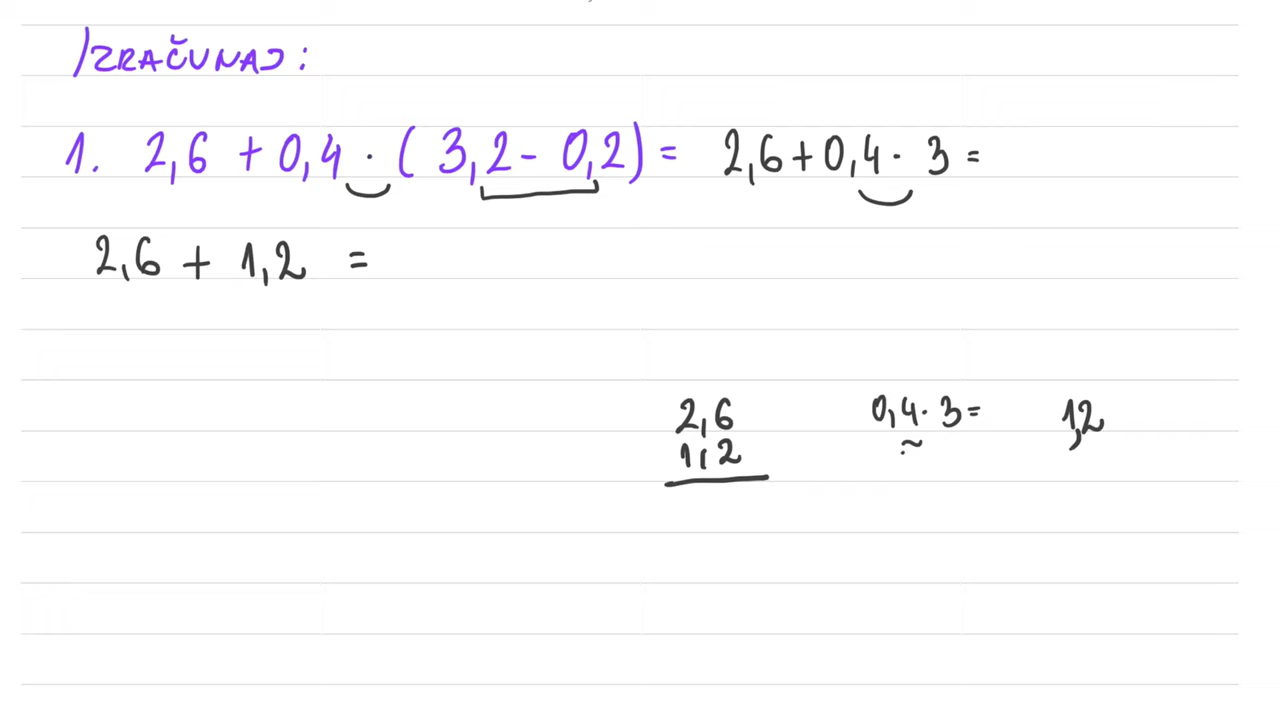 IZRAČUNAJ:
1. 2,6 + 0,4 · ( 3,2 - 0,2 ) = 2,6 + 0,4 · 3 =
2,6 + 1,2 =
2,6 0,4 · 3 = 1,2
1,2